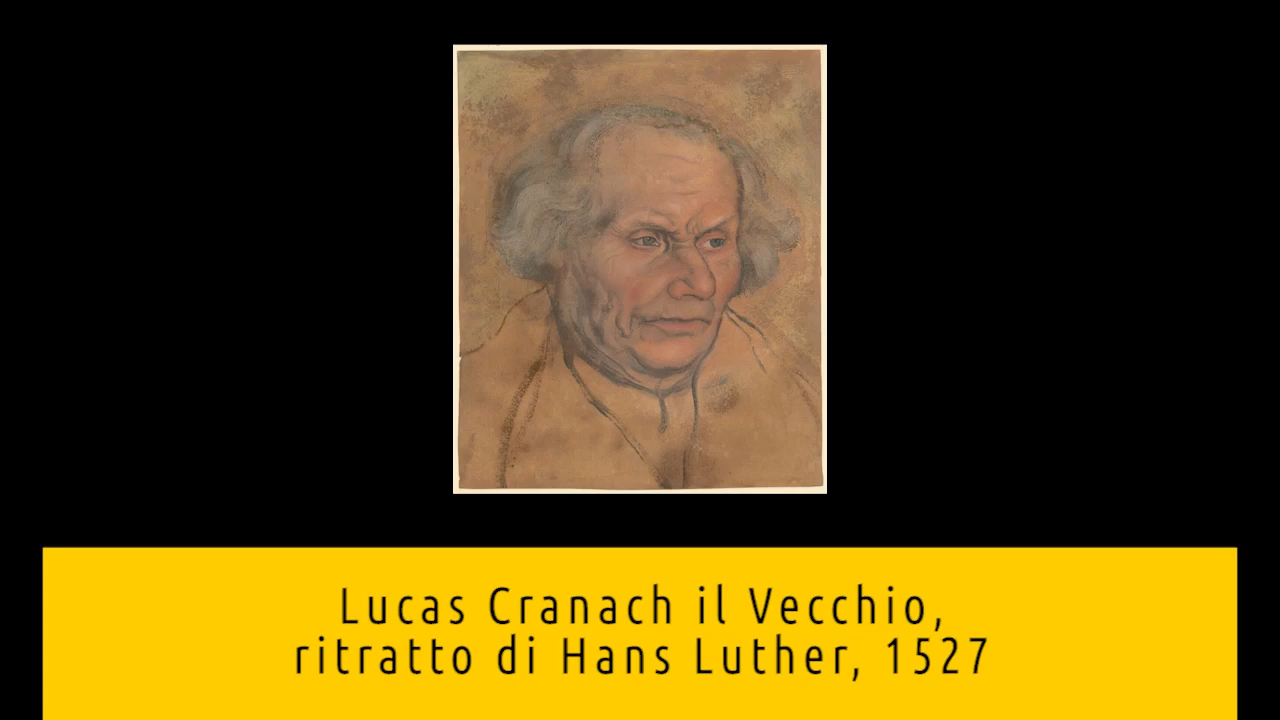 Lucas Cranach il Vecchio,
ritratto di Hans Luther, 1527